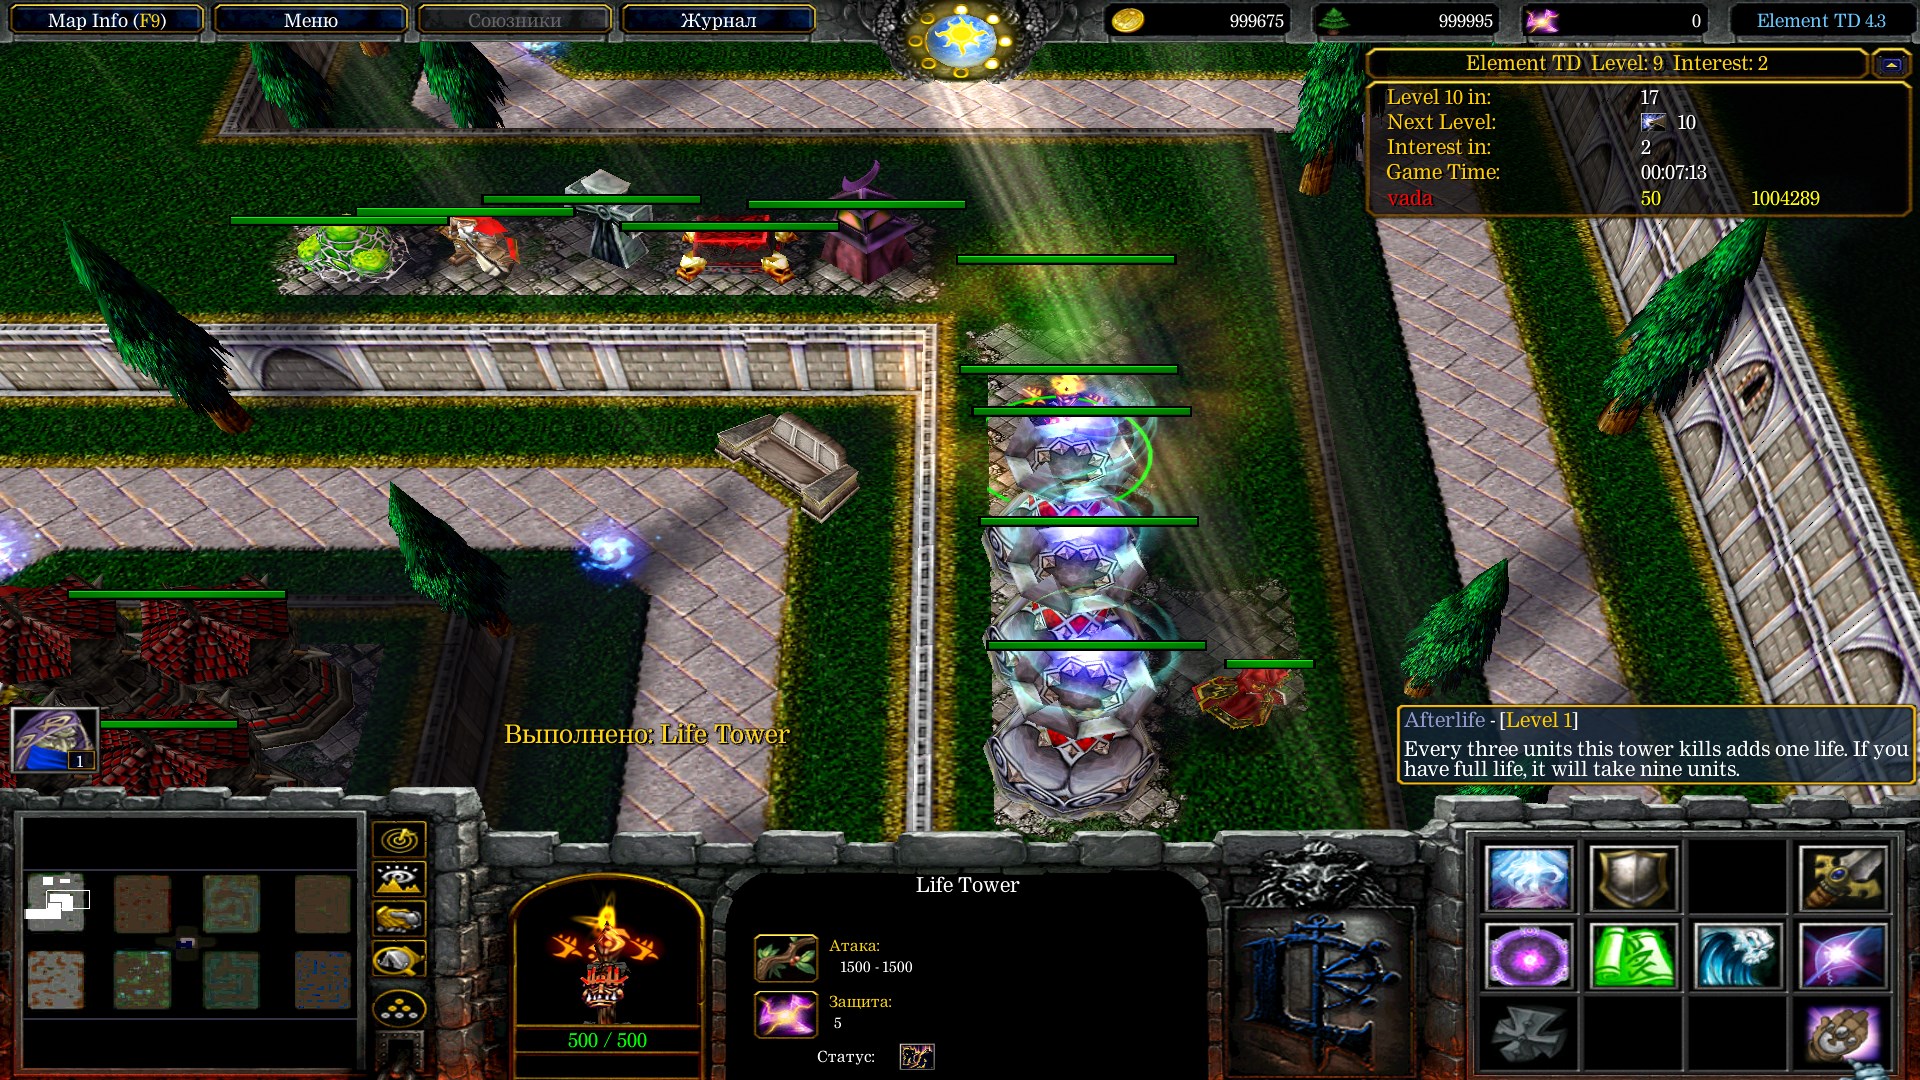 Map Info (F9)
Меню
Союзники
Журнал
999675
999995
0
Element TD 4.3
Element TD Level: 9 Interest: 2
Level 10 in: 17
Next Level: 10
Interest in: 2
Game Time: 00:07:13
vada 50 1004289
Выполнено: Life Tower
1
Afterlife - [Level 1]
Every three units this tower kills adds one life. If you
have full life, it will take nine units.
Life Tower
Атака:
1500 - 1500
Защита:
5
Статус:
500 / 500